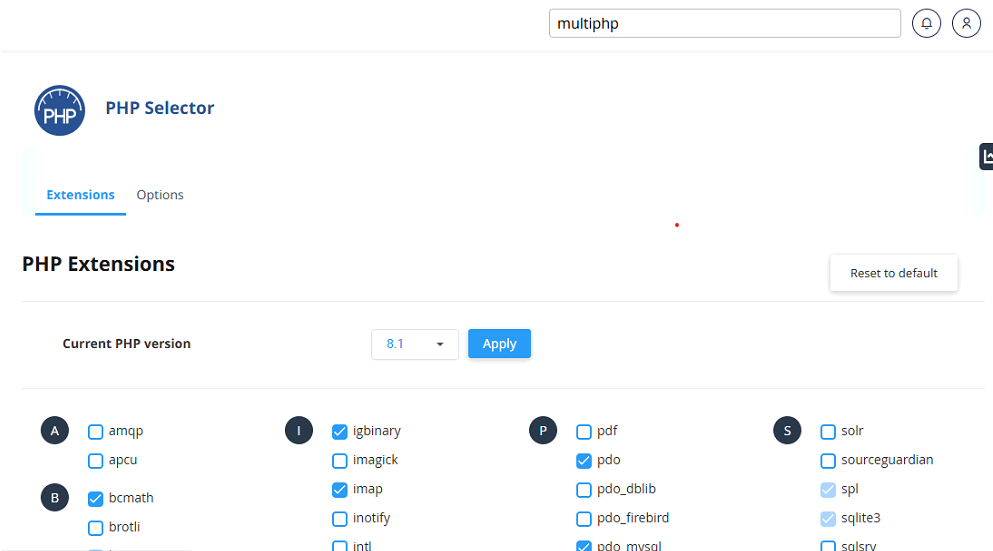 multiphp
PHP
PHP Selector
Extensions
Options
PHP Extensions
Reset to default
Current PHP version
8.1
Apply
A
amqp
apcu
B
bcmath
brotli
I
igbinary
imagick
imap
inotify
intl
P
pdf
pdo
pdo_dblib
pdo_firebird
pdo_mysql
S
solr
sourceguardian
spl
sqlite3
sqlsrv